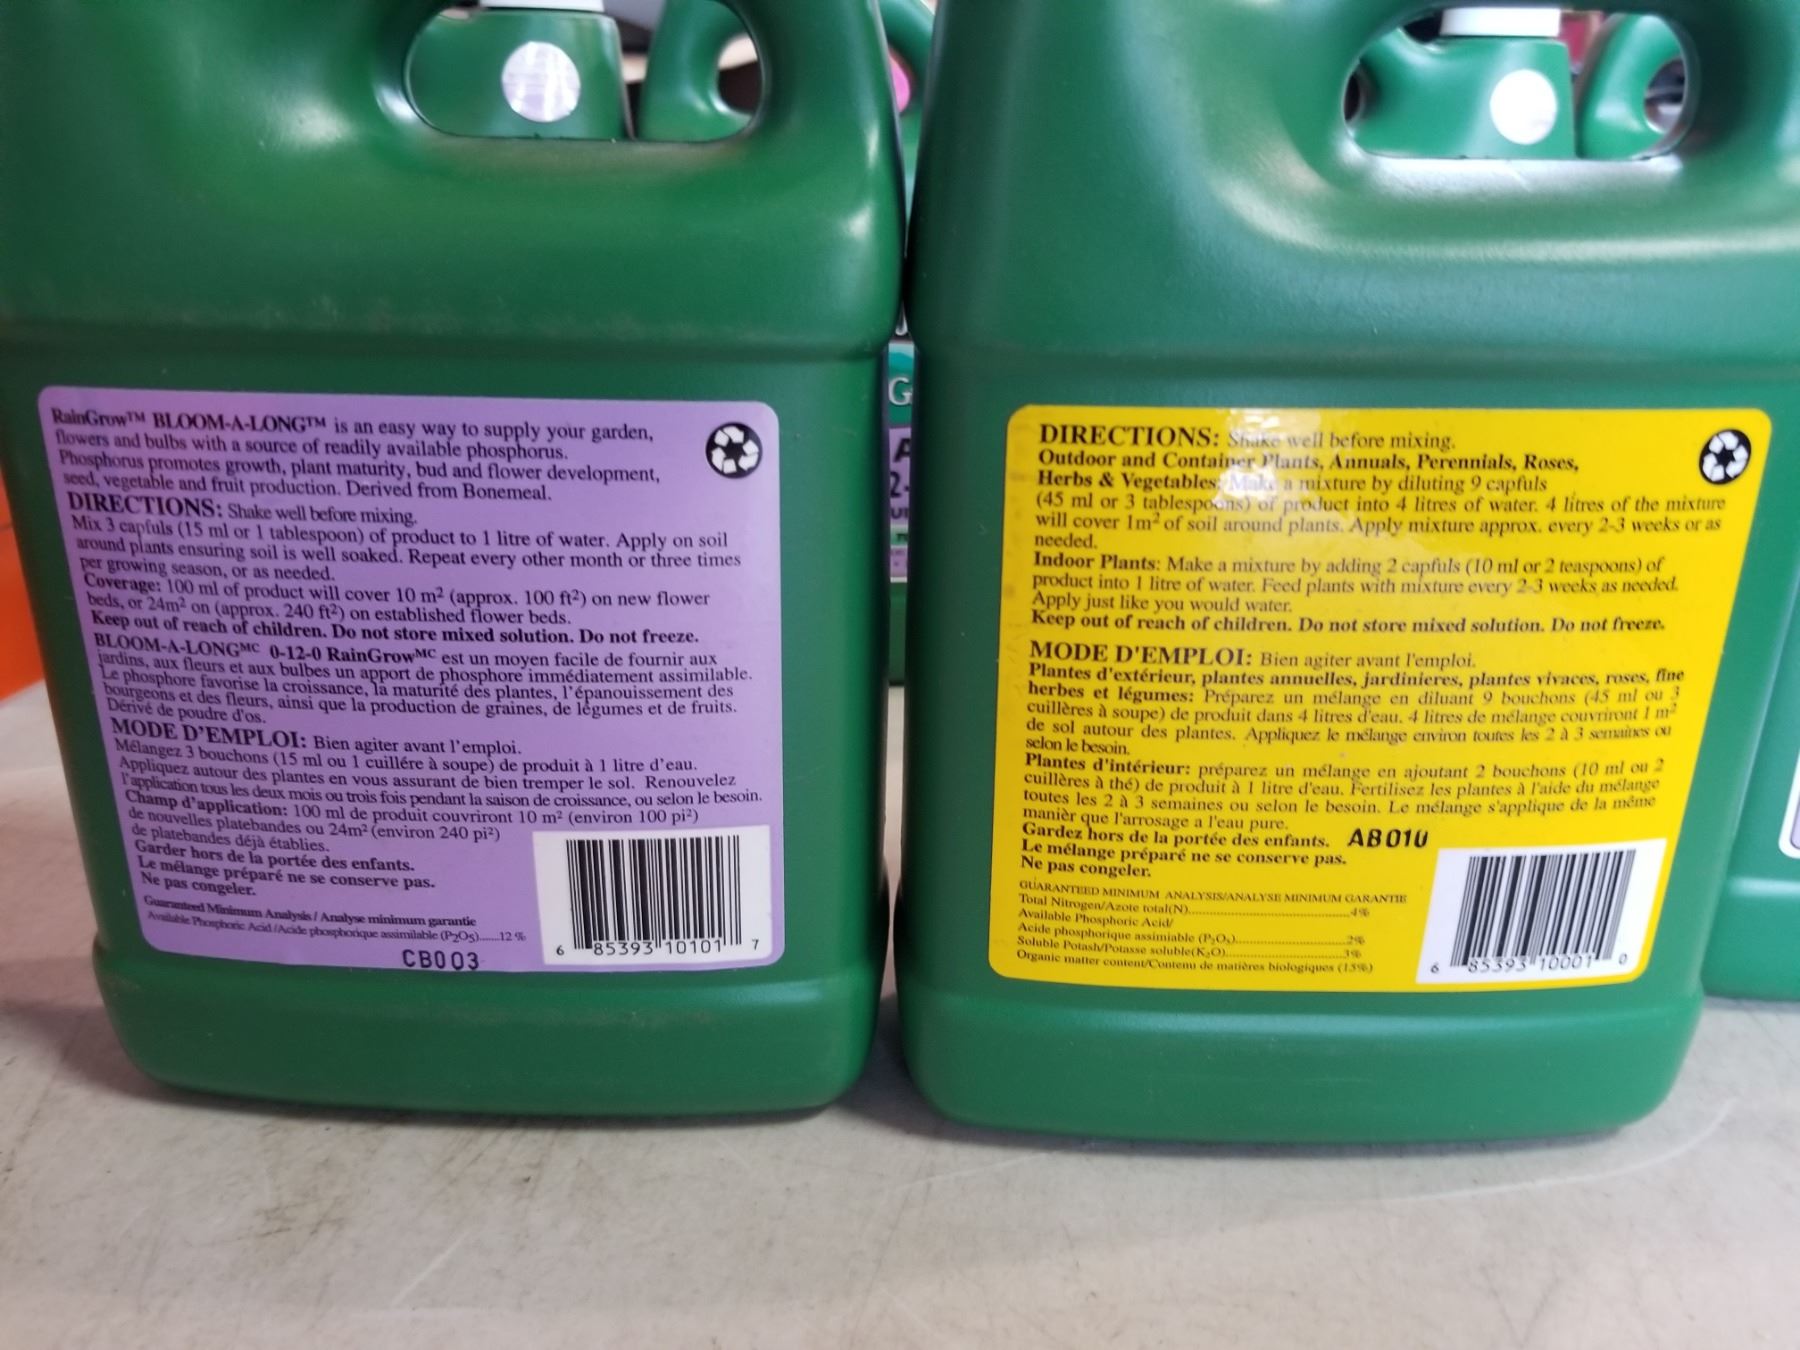 RainGrow™ BLOOM-A-LONG™ is an easy way to supply your garden,
flowers and bulbs with a source of readily available phosphorus.
Phosphorus promotes growth, plant maturity, bud and flower development,
seed, vegetable and fruit production. Derived from Bonemeal.
DIRECTIONS: Shake well before mixing.
Mix 3 capfuls (15 ml or 1 tablespoon) of product to 1 litre of water. Apply on soil
around plants ensuring soil is well soaked. Repeat every other month or three times
per growing season, or as needed.
Coverage: 100 ml of product will cover 10 m² (approx. 100 ft²) on new flower
beds, or 24m² on (approx. 240 ft²) on established flower beds.
Keep out of reach of children. Do not store mixed solution. Do not freeze.
BLOOM-A-LONGᴹᶜ 0-12-0 RainGrowᴹᶜ est un moyen facile de fournir aux
jardins, aux fleurs et aux bulbes un apport de phosphore immédiatement assimilable.
Le phosphore favorise la croissance, la maturité des plantes, l'épanouissement des
bourgeons et des fleurs, ainsi que la production de graines, de légumes et de fruits.
Dérivé de poudre d'os.
MODE D'EMPLOI: Bien agiter avant l'emploi.
Mélangez 3 bouchons (15 ml ou 1 cuillére à soupe) de produit à 1 litre d'eau.
Appliquez autour des plantes en vous assurant de bien tremper le sol. Renouvelez
l'application tous les deux mois ou trois fois pendant la saison de croissance, ou selon le besoin.
Champ d'application: 100 ml de produit couvriront 10 m² (environ 100 pi²)
de nouvelles platebandes ou 24m² (environ 240 pi²)
de platebandes déjà établies.
Garder hors de la portée des enfants.
Le mélange préparé ne se conserve pas.
Ne pas congeler.
Guaranteed Minimum Analysis / Analyse minimum garantie
Available Phosphoric Acid /Acide phosphorique assimilable (P₂O₅)......12 %
CB003
6 85393 10101 7
DIRECTIONS: Shake well before mixing.
Outdoor and Container Plants, Annuals, Perennials, Roses,
Herbs & Vegetables: Make a mixture by diluting 9 capfuls
(45 ml or 3 tablespoons) of product into 4 litres of water. 4 litres of the mixture
will cover 1m² of soil around plants. Apply mixture approx. every 2-3 weeks or as
needed.
Indoor Plants: Make a mixture by adding 2 capfuls (10 ml or 2 teaspoons) of
product into 1 litre of water. Feed plants with mixture every 2-3 weeks as needed.
Apply just like you would water.
Keep out of reach of children. Do not store mixed solution. Do not freeze.
MODE D'EMPLOI: Bien agiter avant l'emploi.
Plantes d'extérieur, plantes annuelles, jardinieres, plantes vivaces, roses, fine
herbes et légumes: Préparez un mélange en diluant 9 bouchons (45 ml ou 3
cuillères à soupe) de produit dans 4 litres d'eau. 4 litres de mélange couvriront 1 m²
de sol autour des plantes. Appliquez le mélange environ toutes les 2 à 3 semaines ou
selon le besoin.
Plantes d'intérieur: préparez un mélange en ajoutant 2 bouchons (10 ml ou 2
cuillères à thé) de produit à 1 litre d'eau. Fertilisez les plantes à l'aide du mélange
toutes les 2 à 3 semaines ou selon le besoin. Le mélange s'applique de la même
manièr que l'arrosage a l'eau pure.
Gardez hors de la portée des enfants. AB010
Le mélange préparé ne se conserve pas.
Ne pas congeler.
GUARANTEED MINIMUM ANALYSIS/ANALYSE MINIMUM GARANTIE
Total Nitrogen/Azote total(N)..............................4%
Available Phosphoric Acid/
Acide phosphorique assimiable (P₂O₅)....................2%
Soluble Potash/Potasse soluble(K₂O)......................3%
Organic matter content/Contenu de matières biologiques (15%)
6 85393 10001 0